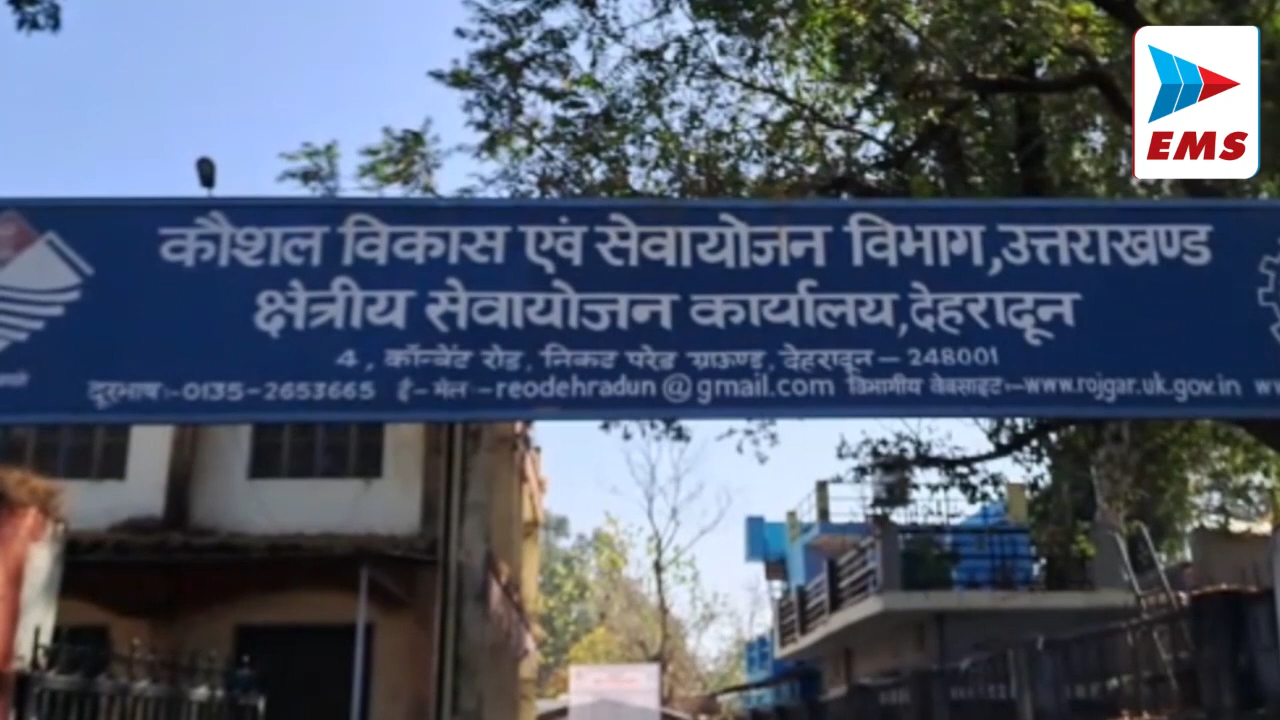 EMS
कौशल विकास एवं सेवायोजन विभाग,उत्तराखण्ड
क्षेत्रीय सेवायोजन कार्यालय,देहरादून
4, कॉन्वेंट रोड, निकट परेड ग्राऊण्ड, देहरादून – 248001
दूरभाष:-0135-2653665 ई-मेल:-reodehradun@gmail.com विभागीय वेबसाइट:-www.rojgar.uk.gov.in